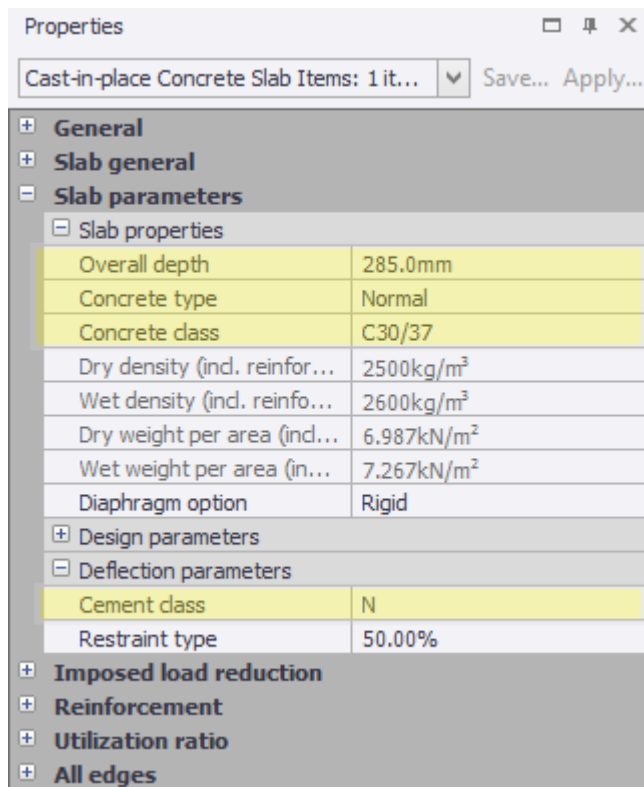 Properties
Cast-in-place Concrete Slab Items: 1 it... Save... Apply...
General
Slab general
Slab parameters
Slab properties
Overall depth 285.0mm
Concrete type Normal
Concrete class C30/37
Dry density (incl. reinfor... 2500kg/m³
Wet density (incl. reinfo... 2600kg/m³
Dry weight per area (incl... 6.987kN/m²
Wet weight per area (in... 7.267kN/m²
Diaphragm option Rigid
Design parameters
Deflection parameters
Cement class N
Restraint type 50.00%
Imposed load reduction
Reinforcement
Utilization ratio
All edges